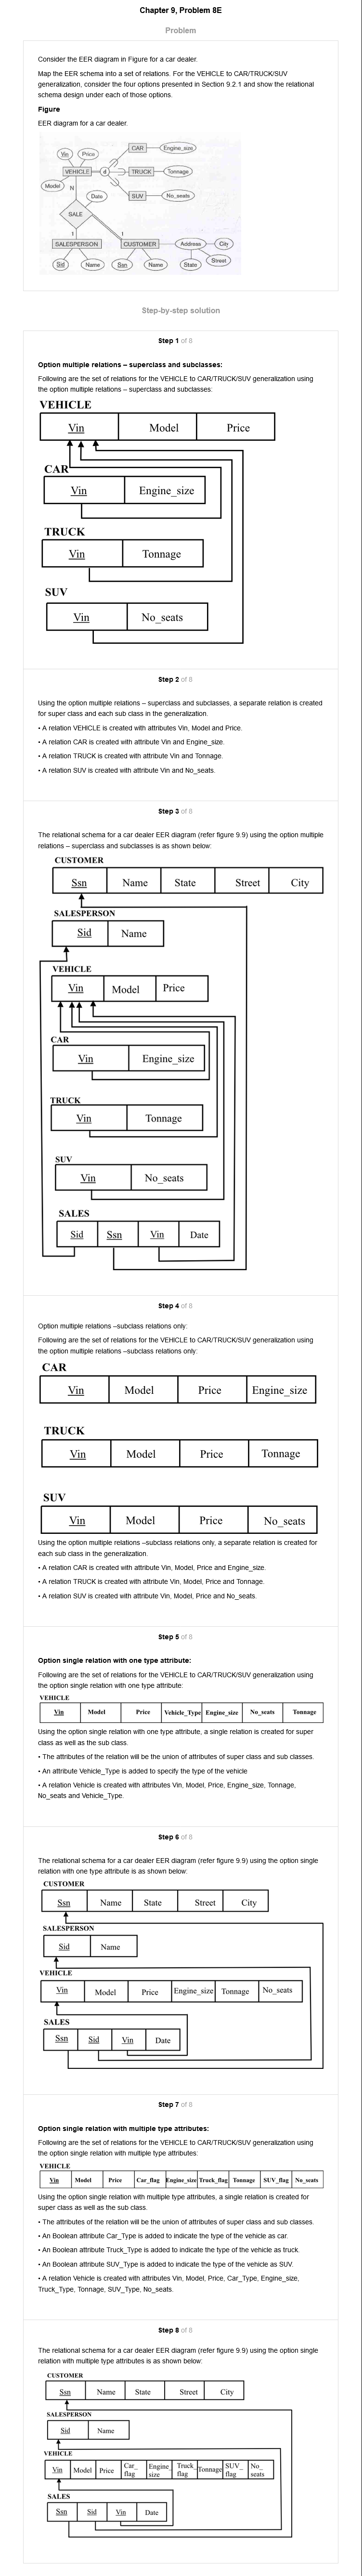 Chapter 9, Problem 8E
Problem
Consider the EER diagram in Figure for a car dealer.
Map the EER schema into a set of relations. For the VEHICLE to CAR/TRUCK/SUV
generalization, consider the four options presented in Section 9.2.1 and show the relational
schema design under each of those options.
Figure
EER diagram for a car dealer.
CAR
Engine_size
Vin
Price
VEHICLE
d
TRUCK
Tonnage
Model
N
Date
SUV
No_seats
SALE
1
1
SALESPERSON
CUSTOMER
Address
City
Sid
Name
Ssn
Name
State
Street
Step-by-step solution
Step 1 of 8
Option multiple relations – superclass and subclasses:
Following are the set of relations for the VEHICLE to CAR/TRUCK/SUV generalization using
the option multiple relations – superclass and subclasses:
VEHICLE
Vin Model Price
CAR
Vin Engine_size
TRUCK
Vin Tonnage
SUV
Vin No_seats
Step 2 of 8
Using the option multiple relations – superclass and subclasses, a separate relation is created
for super class and each sub class in the generalization.
• A relation VEHICLE is created with attributes Vin, Model and Price.
• A relation CAR is created with attribute Vin and Engine_size.
• A relation TRUCK is created with attribute Vin and Tonnage.
• A relation SUV is created with attribute Vin and No_seats.
Step 3 of 8
The relational schema for a car dealer EER diagram (refer figure 9.9) using the option multiple
relations – superclass and subclasses is as shown below:
CUSTOMER
Ssn Name State Street City
SALESPERSON
Sid Name
VEHICLE
Vin Model Price
CAR
Vin Engine_size
TRUCK
Vin Tonnage
SUV
Vin No_seats
SALES
Sid Ssn Vin Date
Step 4 of 8
Option multiple relations –subclass relations only:
Following are the set of relations for the VEHICLE to CAR/TRUCK/SUV generalization using
the option multiple relations –subclass relations only:
CAR
Vin Model Price Engine_size
TRUCK
Vin Model Price Tonnage
SUV
Vin Model Price No_seats
Using the option multiple relations –subclass relations only, a separate relation is created for
each sub class in the generalization.
• A relation CAR is created with attribute Vin, Model, Price and Engine_size.
• A relation TRUCK is created with attribute Vin, Model, Price and Tonnage.
• A relation SUV is created with attribute Vin, Model, Price and No_seats.
Step 5 of 8
Option single relation with one type attribute:
Following are the set of relations for the VEHICLE to CAR/TRUCK/SUV generalization using
the option single relation with one type attribute:
VEHICLE
Vin Model Price Vehicle_Type Engine_size No_seats Tonnage
Using the option single relation with one type attribute, a single relation is created for super
class as well as the sub class.
• The attributes of the relation will be the union of attributes of super class and sub classes.
• An attribute Vehicle_Type is added to specify the type of the vehicle
• A relation Vehicle is created with attributes Vin, Model, Price, Engine_size, Tonnage,
No_seats and Vehicle_Type.
Step 6 of 8
The relational schema for a car dealer EER diagram (refer figure 9.9) using the option single
relation with one type attribute is as shown below:
CUSTOMER
Ssn Name State Street City
SALESPERSON
Sid Name
VEHICLE
Vin Model Price Engine_size Tonnage No_seats
SALES
Ssn Sid Vin Date
Step 7 of 8
Option single relation with multiple type attributes:
Following are the set of relations for the VEHICLE to CAR/TRUCK/SUV generalization using
the option single relation with multiple type attributes:
VEHICLE
Vin Model Price Car_flag Engine_size Truck_flag Tonnage SUV_flag No_seats
Using the option single relation with multiple type attributes, a single relation is created for
super class as well as the sub class.
• The attributes of the relation will be the union of attributes of super class and sub classes.
• An Boolean attribute Car_Type is added to indicate the type of the vehicle as car.
• An Boolean attribute Truck_Type is added to indicate the type of the vehicle as truck.
• An Boolean attribute SUV_Type is added to indicate the type of the vehicle as SUV.
• A relation Vehicle is created with attributes Vin, Model, Price, Car_Type, Engine_size,
Truck_Type, Tonnage, SUV_Type, No_seats.
Step 8 of 8
The relational schema for a car dealer EER diagram (refer figure 9.9) using the option single
relation with multiple type attributes is as shown below:
CUSTOMER
Ssn Name State Street City
SALESPERSON
Sid Name
VEHICLE
Vin Model Price Car_ flag Engine_ size Truck_ flag Tonnage SUV_ flag No_ seats
SALES
Ssn Sid Vin Date